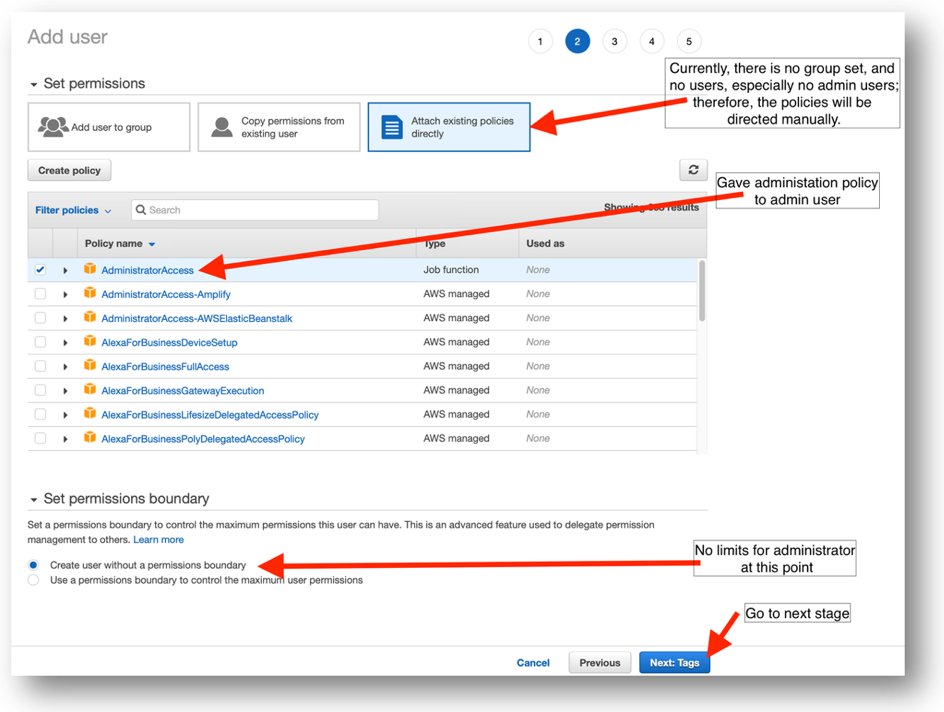 Add user
1 2 3 4 5
Currently, there is no group set, and
no users, especially no admin users;
therefore, the policies will be
directed manually.
Set permissions
Add user to group
Copy permissions from
existing user
Attach existing policies
directly
Create policy
Gave administation policy
to admin user
Filter policies
Search
Showing results
Policy name Type Used as
AdministratorAccess Job function None
AdministratorAccess-Amplify AWS managed None
AdministratorAccess-AWSElasticBeanstalk AWS managed None
AlexaForBusinessDeviceSetup AWS managed None
AlexaForBusinessFullAccess AWS managed None
AlexaForBusinessGatewayExecution AWS managed None
AlexaForBusinessLifesizeDelegatedAccessPolicy AWS managed None
AlexaForBusinessPolyDelegatedAccessPolicy AWS managed None
Set permissions boundary
Set a permissions boundary to control the maximum permissions this user can have. This is an advanced feature used to delegate permission
management to others. Learn more
Create user without a permissions boundary
Use a permissions boundary to control the maximum user permissions
No limits for administrator
at this point
Go to next stage
Cancel Previous Next: Tags